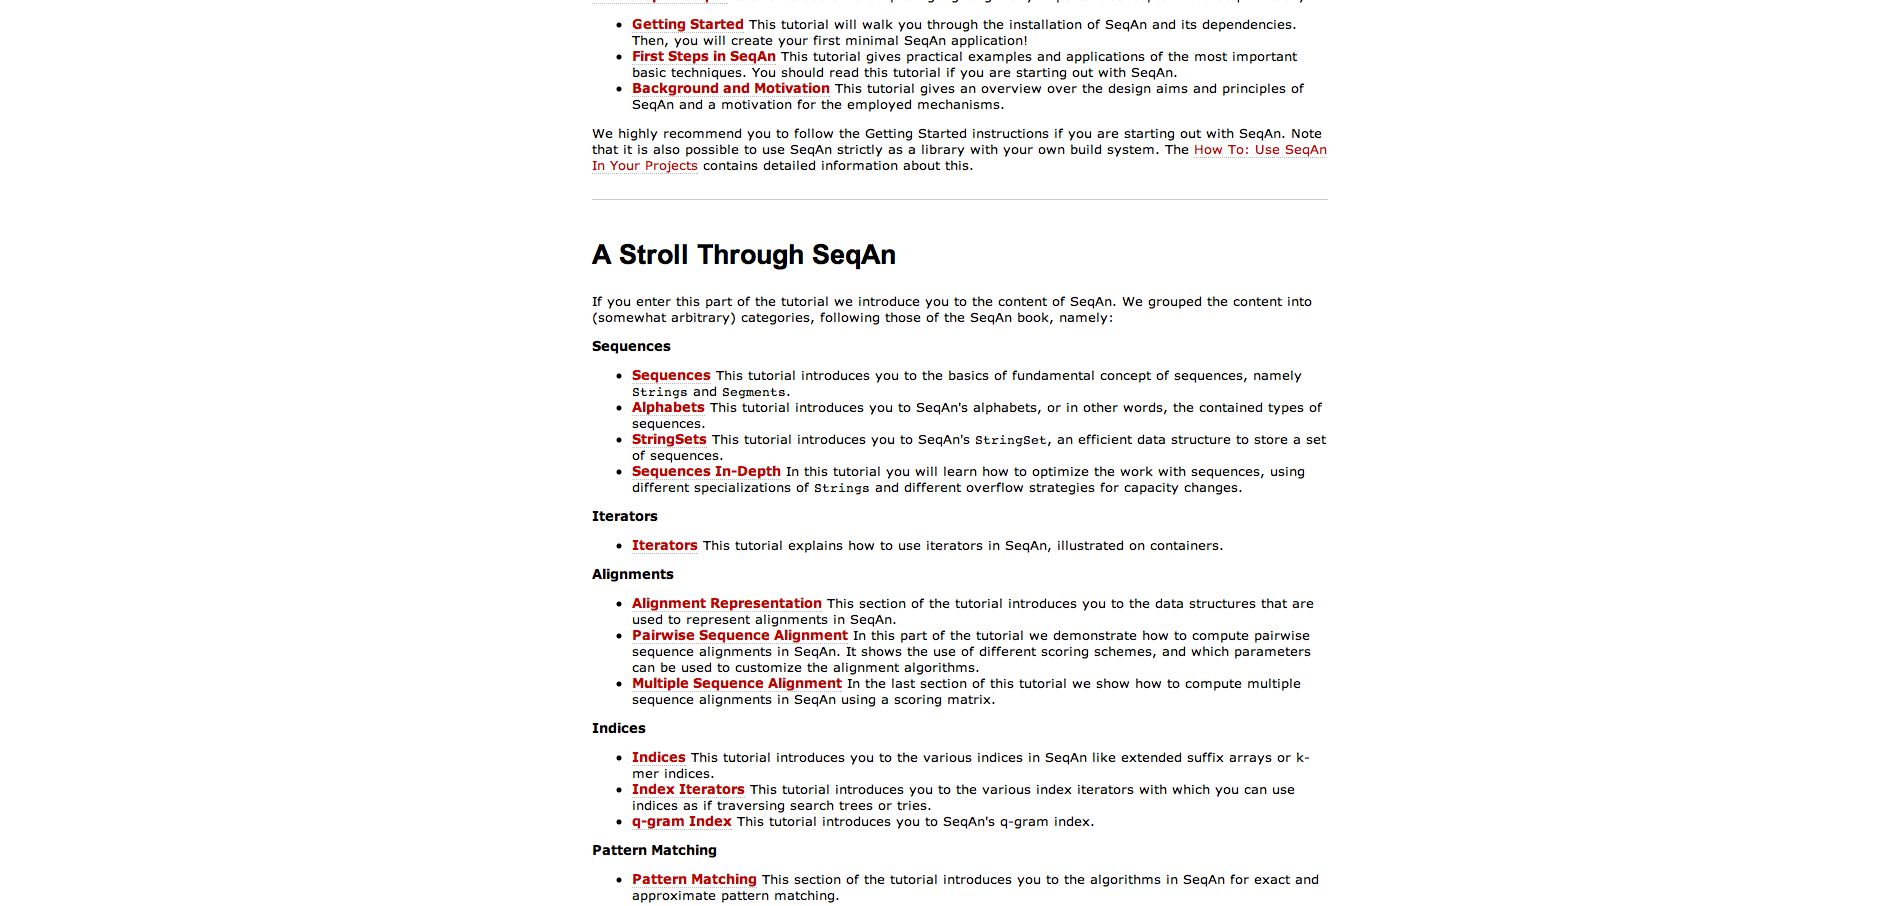 Getting Started This tutorial will walk you through the installation of SeqAn and its dependencies.
Then, you will create your first minimal SeqAn application!
First Steps in SeqAn This tutorial gives practical examples and applications of the most important
basic techniques. You should read this tutorial if you are starting out with SeqAn.
Background and Motivation This tutorial gives an overview over the design aims and principles of
SeqAn and a motivation for the employed mechanisms.
We highly recommend you to follow the Getting Started instructions if you are starting out with SeqAn. Note
that it is also possible to use SeqAn strictly as a library with your own build system. The How To: Use SeqAn
In Your Projects contains detailed information about this.
A Stroll Through SeqAn
If you enter this part of the tutorial we introduce you to the content of SeqAn. We grouped the content into
(somewhat arbitrary) categories, following those of the SeqAn book, namely:
Sequences
Sequences This tutorial introduces you to the basics of fundamental concept of sequences, namely
Strings and Segments.
Alphabets This tutorial introduces you to SeqAn's alphabets, or in other words, the contained types of
sequences.
StringSets This tutorial introduces you to SeqAn's StringSet, an efficient data structure to store a set
of sequences.
Sequences In-Depth In this tutorial you will learn how to optimize the work with sequences, using
different specializations of Strings and different overflow strategies for capacity changes.
Iterators
Iterators This tutorial explains how to use iterators in SeqAn, illustrated on containers.
Alignments
Alignment Representation This section of the tutorial introduces you to the data structures that are
used to represent alignments in SeqAn.
Pairwise Sequence Alignment In this part of the tutorial we demonstrate how to compute pairwise
sequence alignments in SeqAn. It shows the use of different scoring schemes, and which parameters
can be used to customize the alignment algorithms.
Multiple Sequence Alignment In the last section of this tutorial we show how to compute multiple
sequence alignments in SeqAn using a scoring matrix.
Indices
Indices This tutorial introduces you to the various indices in SeqAn like extended suffix arrays or k-
mer indices.
Index Iterators This tutorial introduces you to the various index iterators with which you can use
indices as if traversing search trees or tries.
q-gram Index This tutorial introduces you to SeqAn's q-gram index.
Pattern Matching
Pattern Matching This section of the tutorial introduces you to the algorithms in SeqAn for exact and
approximate pattern matching.